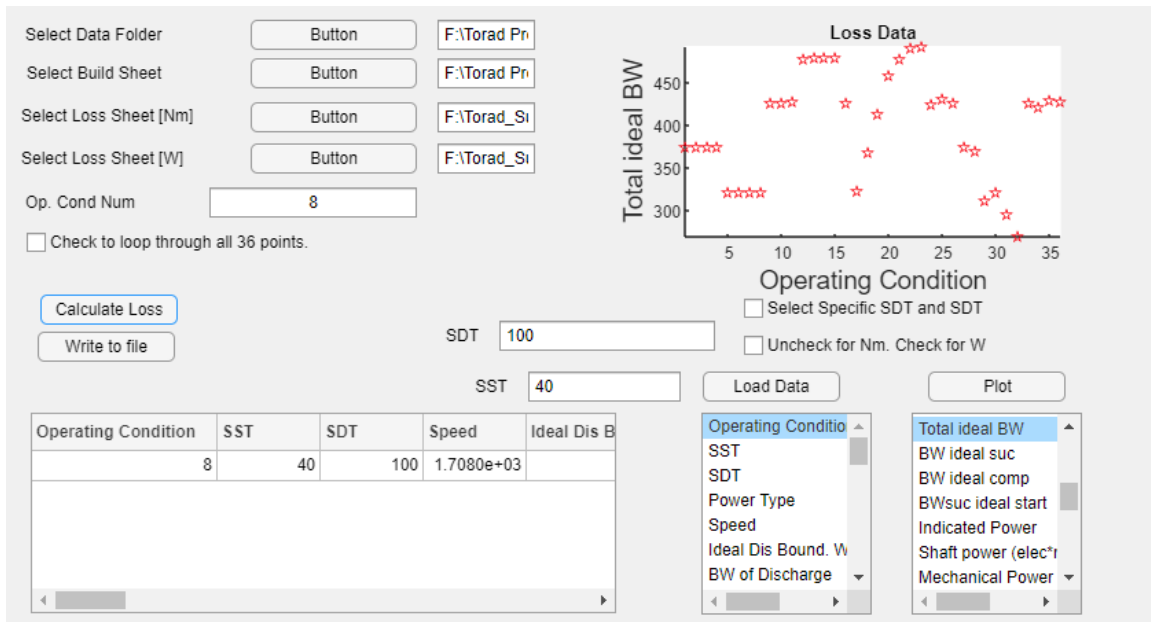 Select Data Folder Button F:\Torad Pr
Select Build Sheet Button F:\Torad Pr
Select Loss Sheet [Nm] Button F:\Torad_S
Select Loss Sheet [W] Button F:\Torad_S
Op. Cond Num 8
Check to loop through all 36 points.
Calculate Loss
Write to file
Loss Data
Total ideal BW
450
400
350
300
5 10 15 20 25 30 35
Operating Condition
Select Specific SDT and SDT
SDT 100
Uncheck for Nm. Check for W
SST 40
Load Data
Plot
Operating Condition SST SDT Speed Ideal Dis B
8 40 100 1.7080e+03
Operating Conditio
SST
SDT
Power Type
Speed
Ideal Dis Bound. W
BW of Discharge
Total ideal BW
BW ideal suc
BW ideal comp
BWsuc ideal start
Indicated Power
Shaft power (elec*r
Mechanical Power